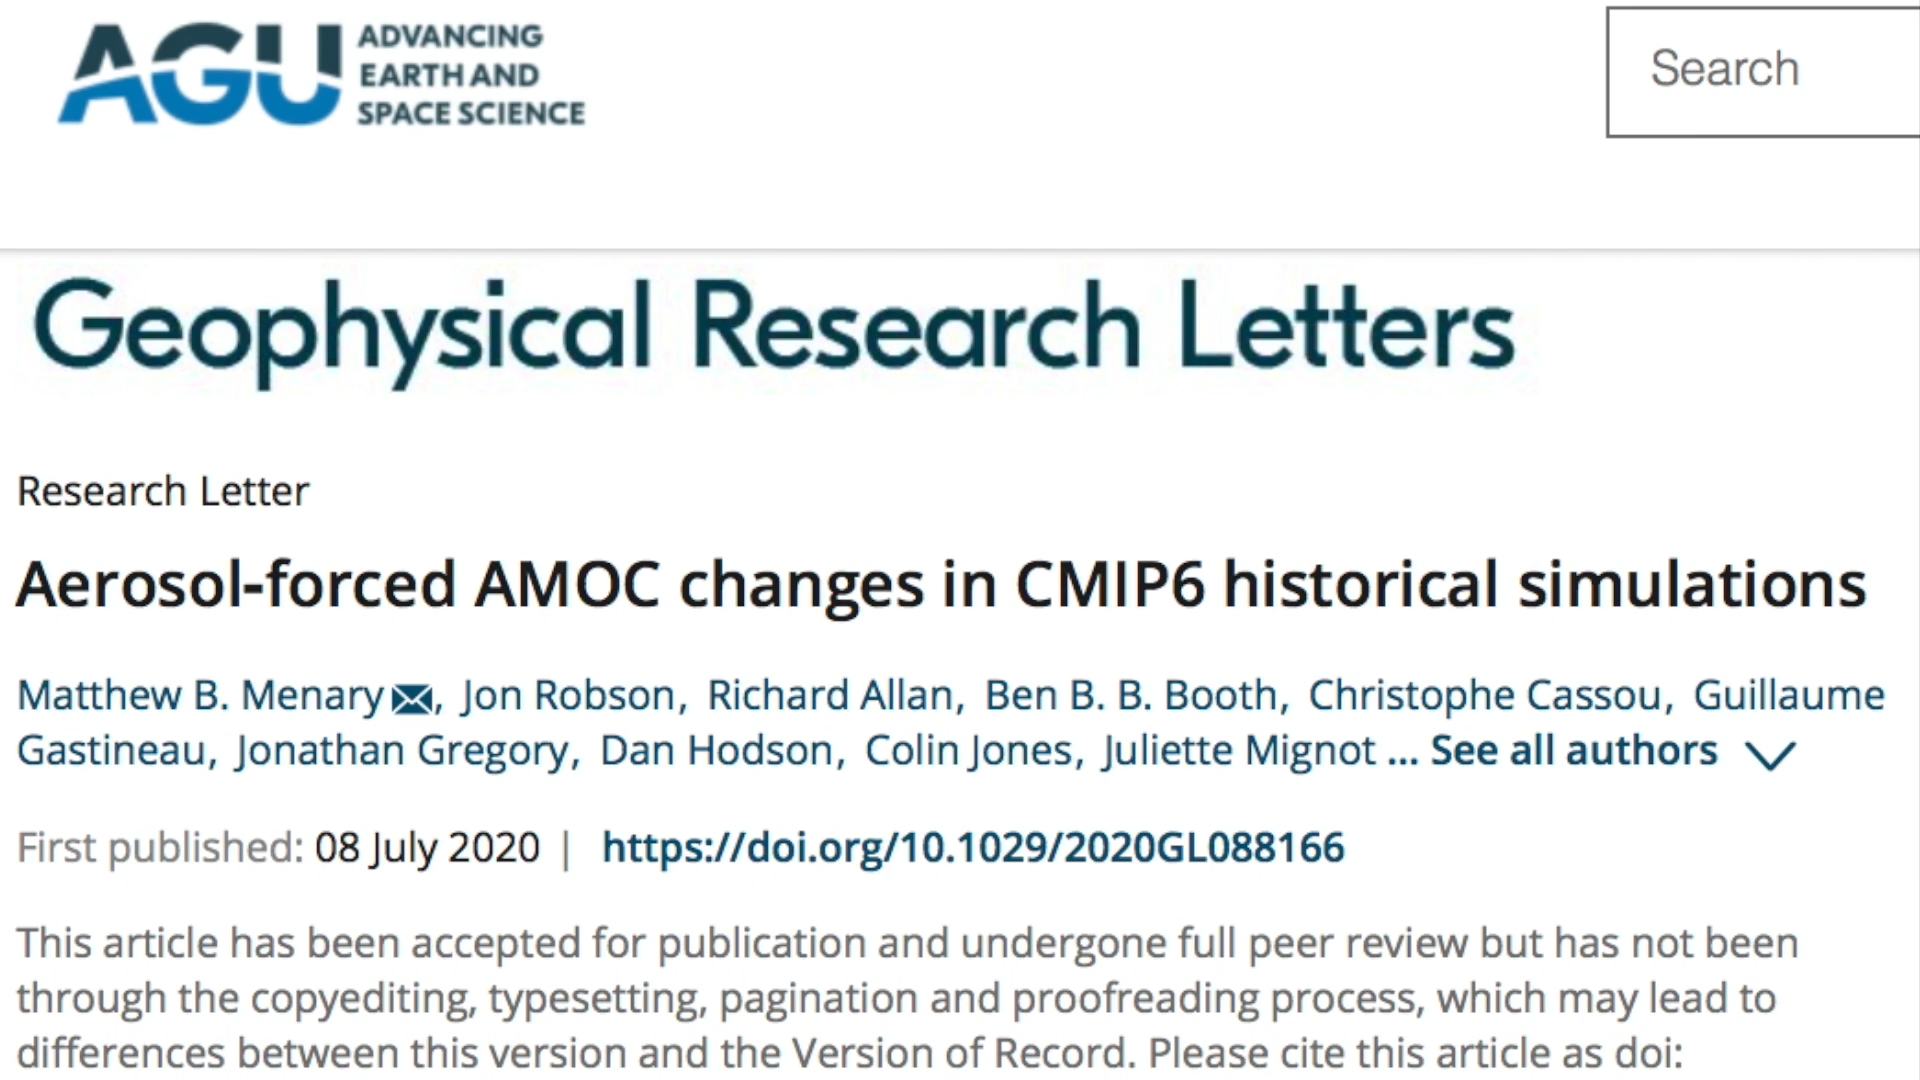 AGU
ADVANCING
EARTH AND
SPACE SCIENCE
Search
Geophysical Research Letters
Research Letter
Aerosol-forced AMOC changes in CMIP6 historical simulations
Matthew B. Menary, Jon Robson, Richard Allan, Ben B. B. Booth, Christophe Cassou, Guillaume
Gastineau, Jonathan Gregory, Dan Hodson, Colin Jones, Juliette Mignot ... See all authors
First published: 08 July 2020 | https://doi.org/10.1029/2020GL088166
This article has been accepted for publication and undergone full peer review but has not been
through the copyediting, typesetting, pagination and proofreading process, which may lead to
differences between this version and the Version of Record. Please cite this article as doi: